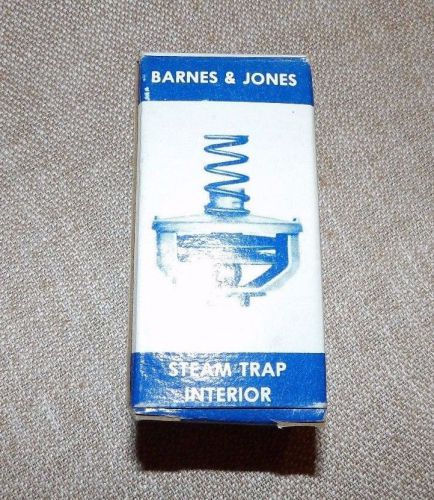 BARNES & JONES
STEAM TRAP
INTERIOR